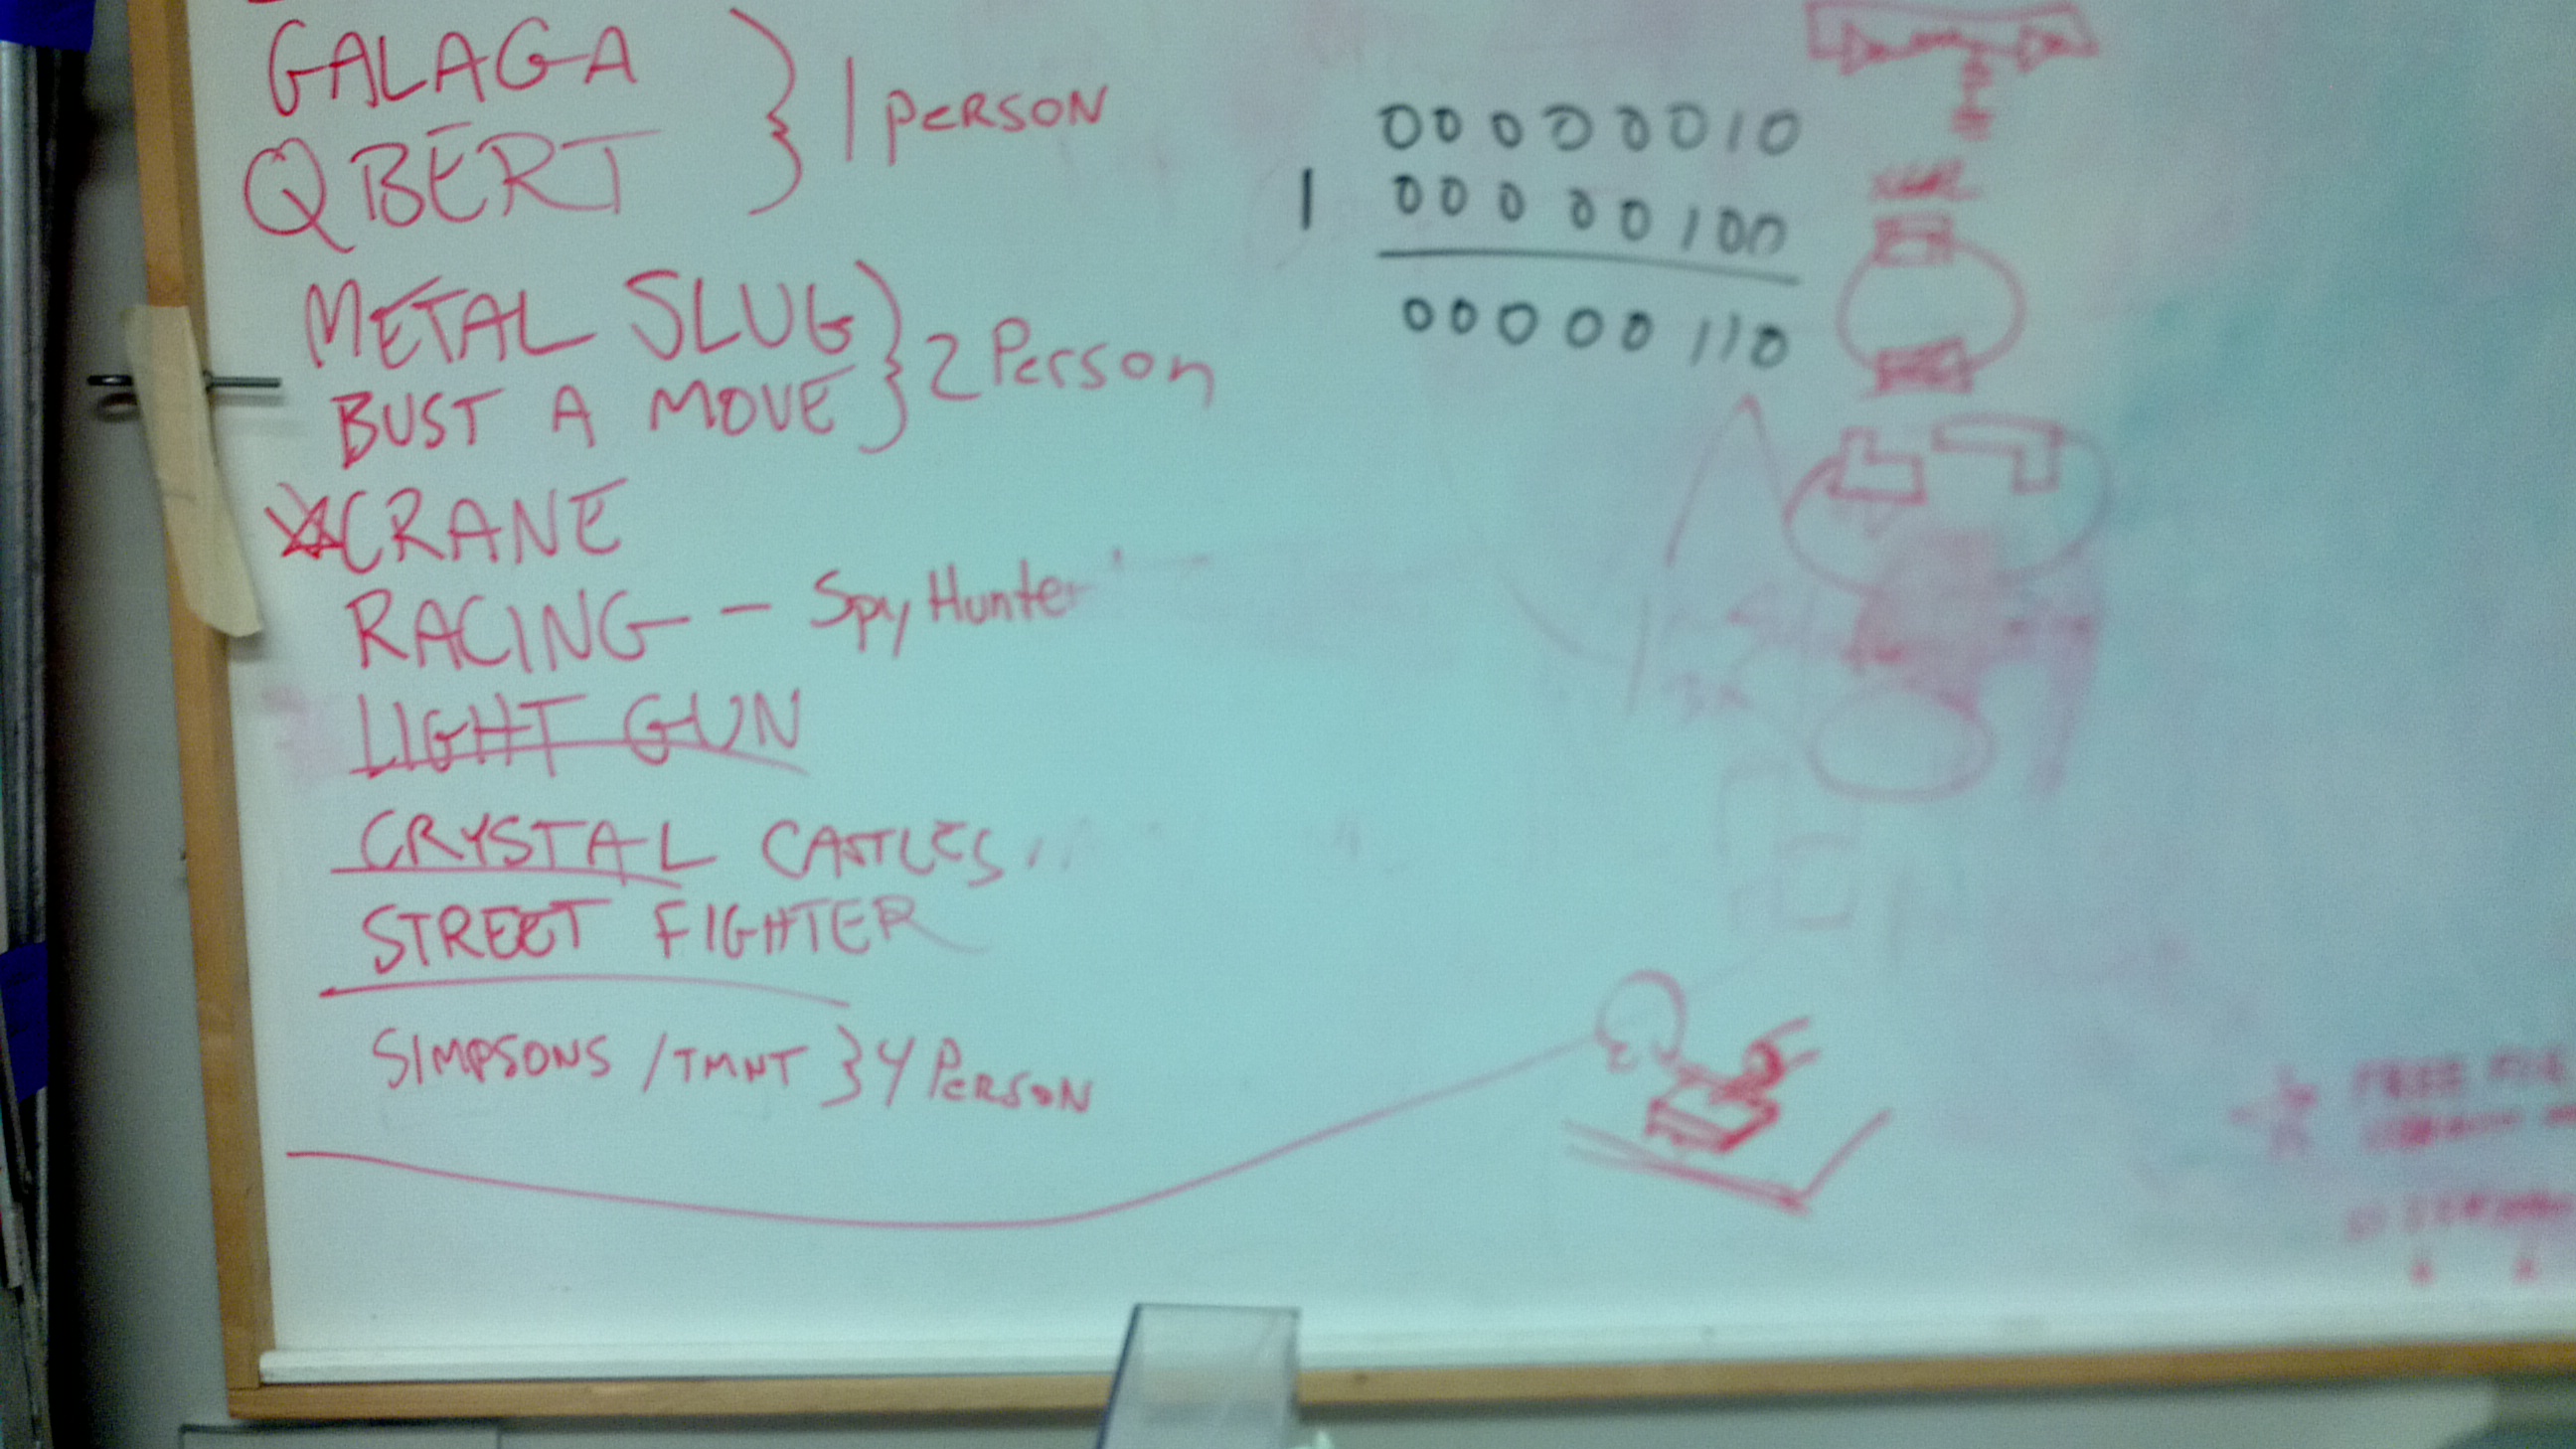 GALAGA
QBERT
} 1 PERSON
METAL SLUG
BUST A MOVE
} 2 Person
CRANE
RACING - - Spy Hunter
LIGHT GUN
CRYSTAL CASTLES
STREET FIGHTER
SIMPSONS / TMNT } 4 PERSON
00000010
1 00000100
00000110
FREE